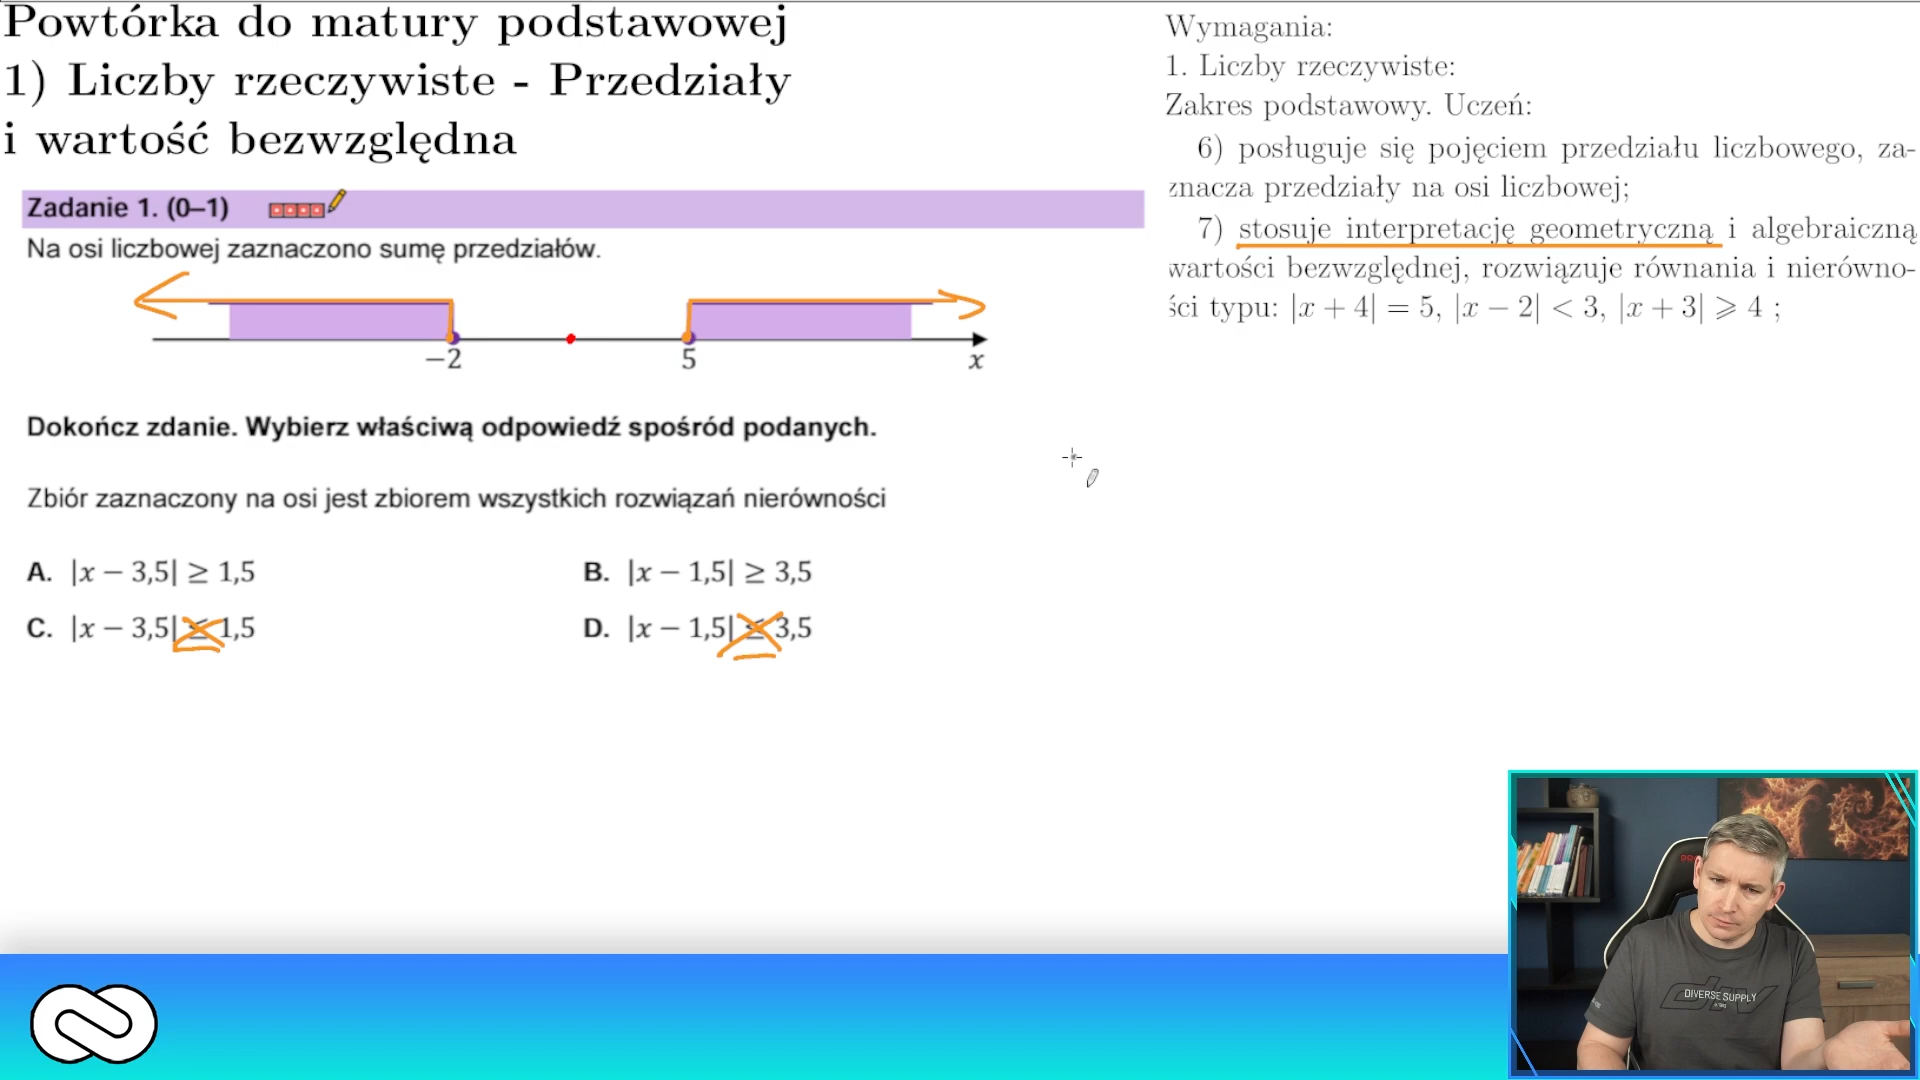 Powtórka do matury podstawowej
1) Liczby rzeczywiste - Przedziały
i wartość bezwzględna
Zadanie 1. (0–1)
Na osi liczbowej zaznaczono sumę przedziałów.
−2
5
x
Dokończ zdanie. Wybierz właściwą odpowiedź spośród podanych.
Zbiór zaznaczony na osi jest zbiorem wszystkich rozwiązań nierówności
A. |x − 3,5| ≥ 1,5
B. |x − 1,5| ≥ 3,5
C. |x − 3,5| ≤ 1,5
D. |x − 1,5| ≤ 3,5
Wymagania:
1. Liczby rzeczywiste:
Zakres podstawowy. Uczeń:
6) posługuje się pojęciem przedziału liczbowego, za-
znacza przedziały na osi liczbowej;
7) stosuje interpretację geometryczną i algebraiczną
wartości bezwzględnej, rozwiązuje równania i nierówno-
ści typu: |x + 4| = 5, |x − 2| < 3, |x + 3| ⩾ 4 ;
DIVERSE SUPPLY